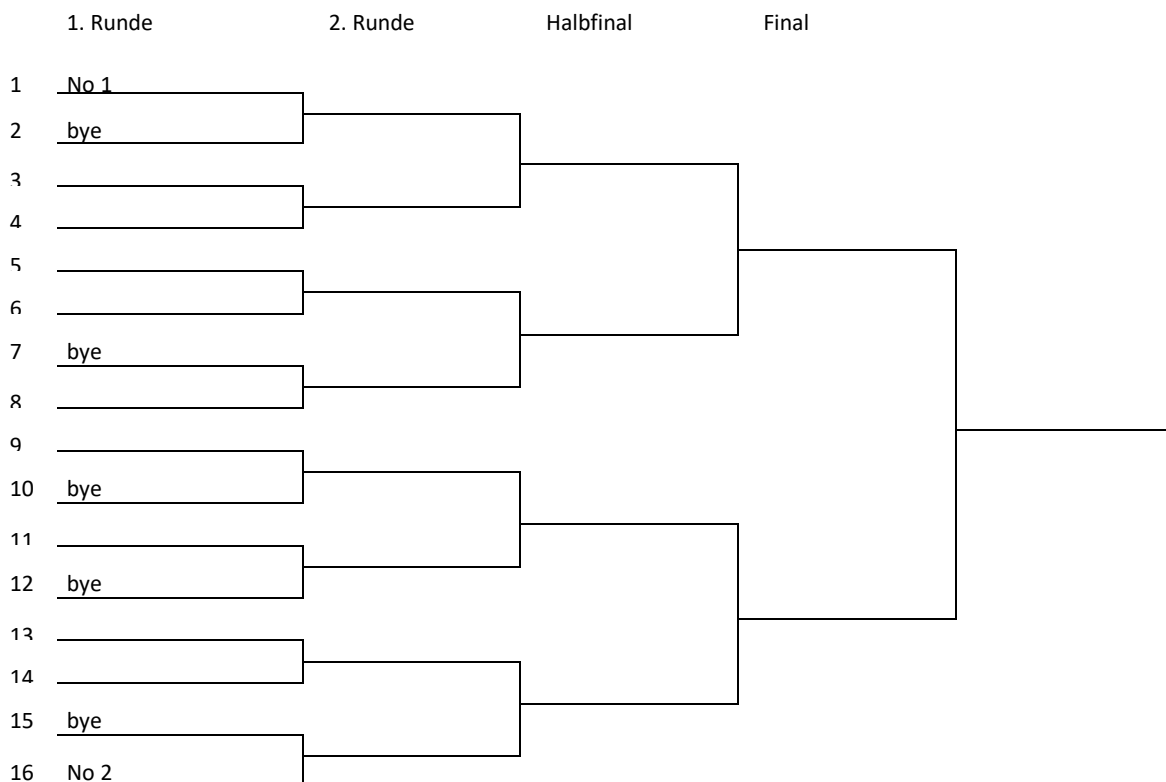 1. Runde 2. Runde Halbfinal Final
1 No 1
2 bye
3
4
5
6
7 bye
8
9
10 bye
11
12 bye
13
14
15 bye
16 No 2